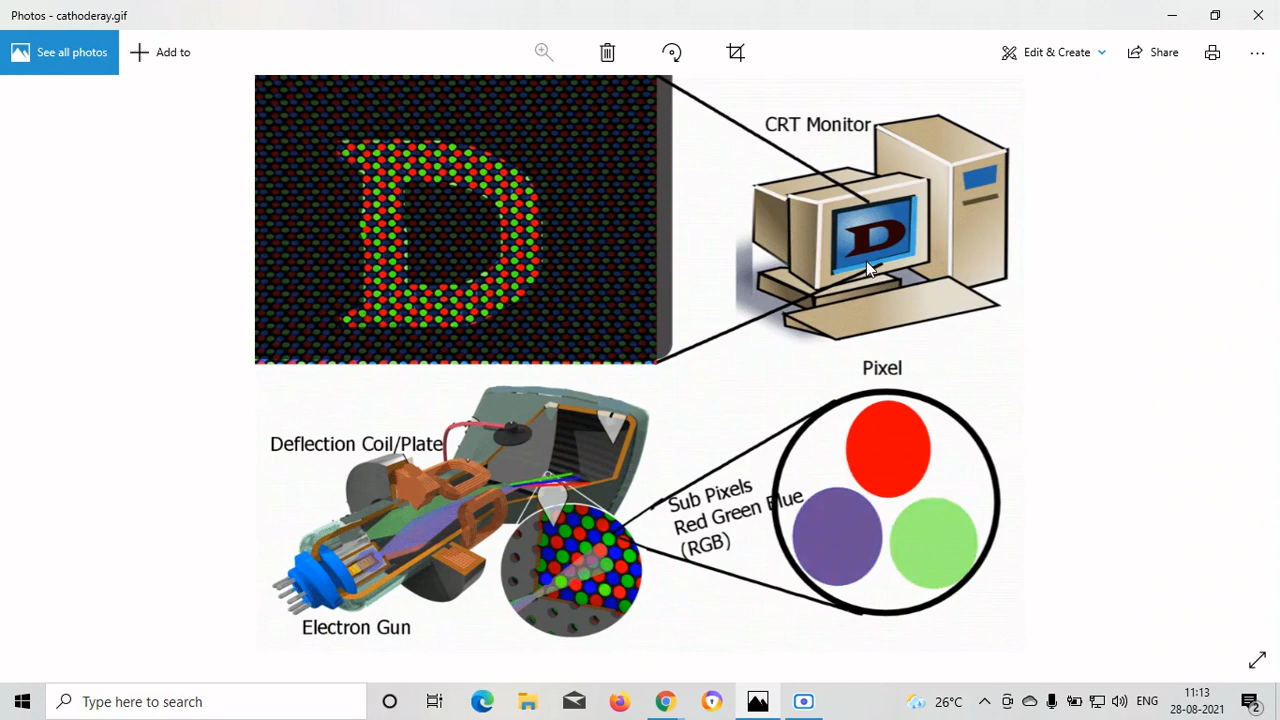 Photos - cathoderay.gif
See all photos
Add to
Edit & Create
Share
CRT Monitor
D
D
Pixel
Deflection Coil/Plate
Sub Pixels
Red Green Blue
(RGB)
Electron Gun
Type here to search
26°C
ENG
11:13
28-08-2021
2